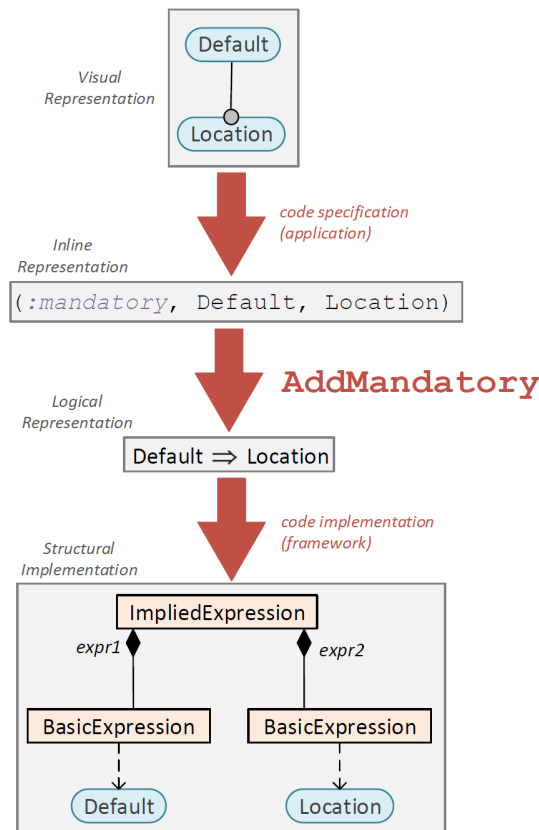 Default
Visual
Representation
Location
code specification
(application)
Inline
Representation
(:mandatory, Default, Location)
AddMandatory
Logical
Representation
Default ⇒ Location
code implementation
(framework)
Structural
Implementation
ImpliedExpression
expr1
expr2
BasicExpression
BasicExpression
Default
Location